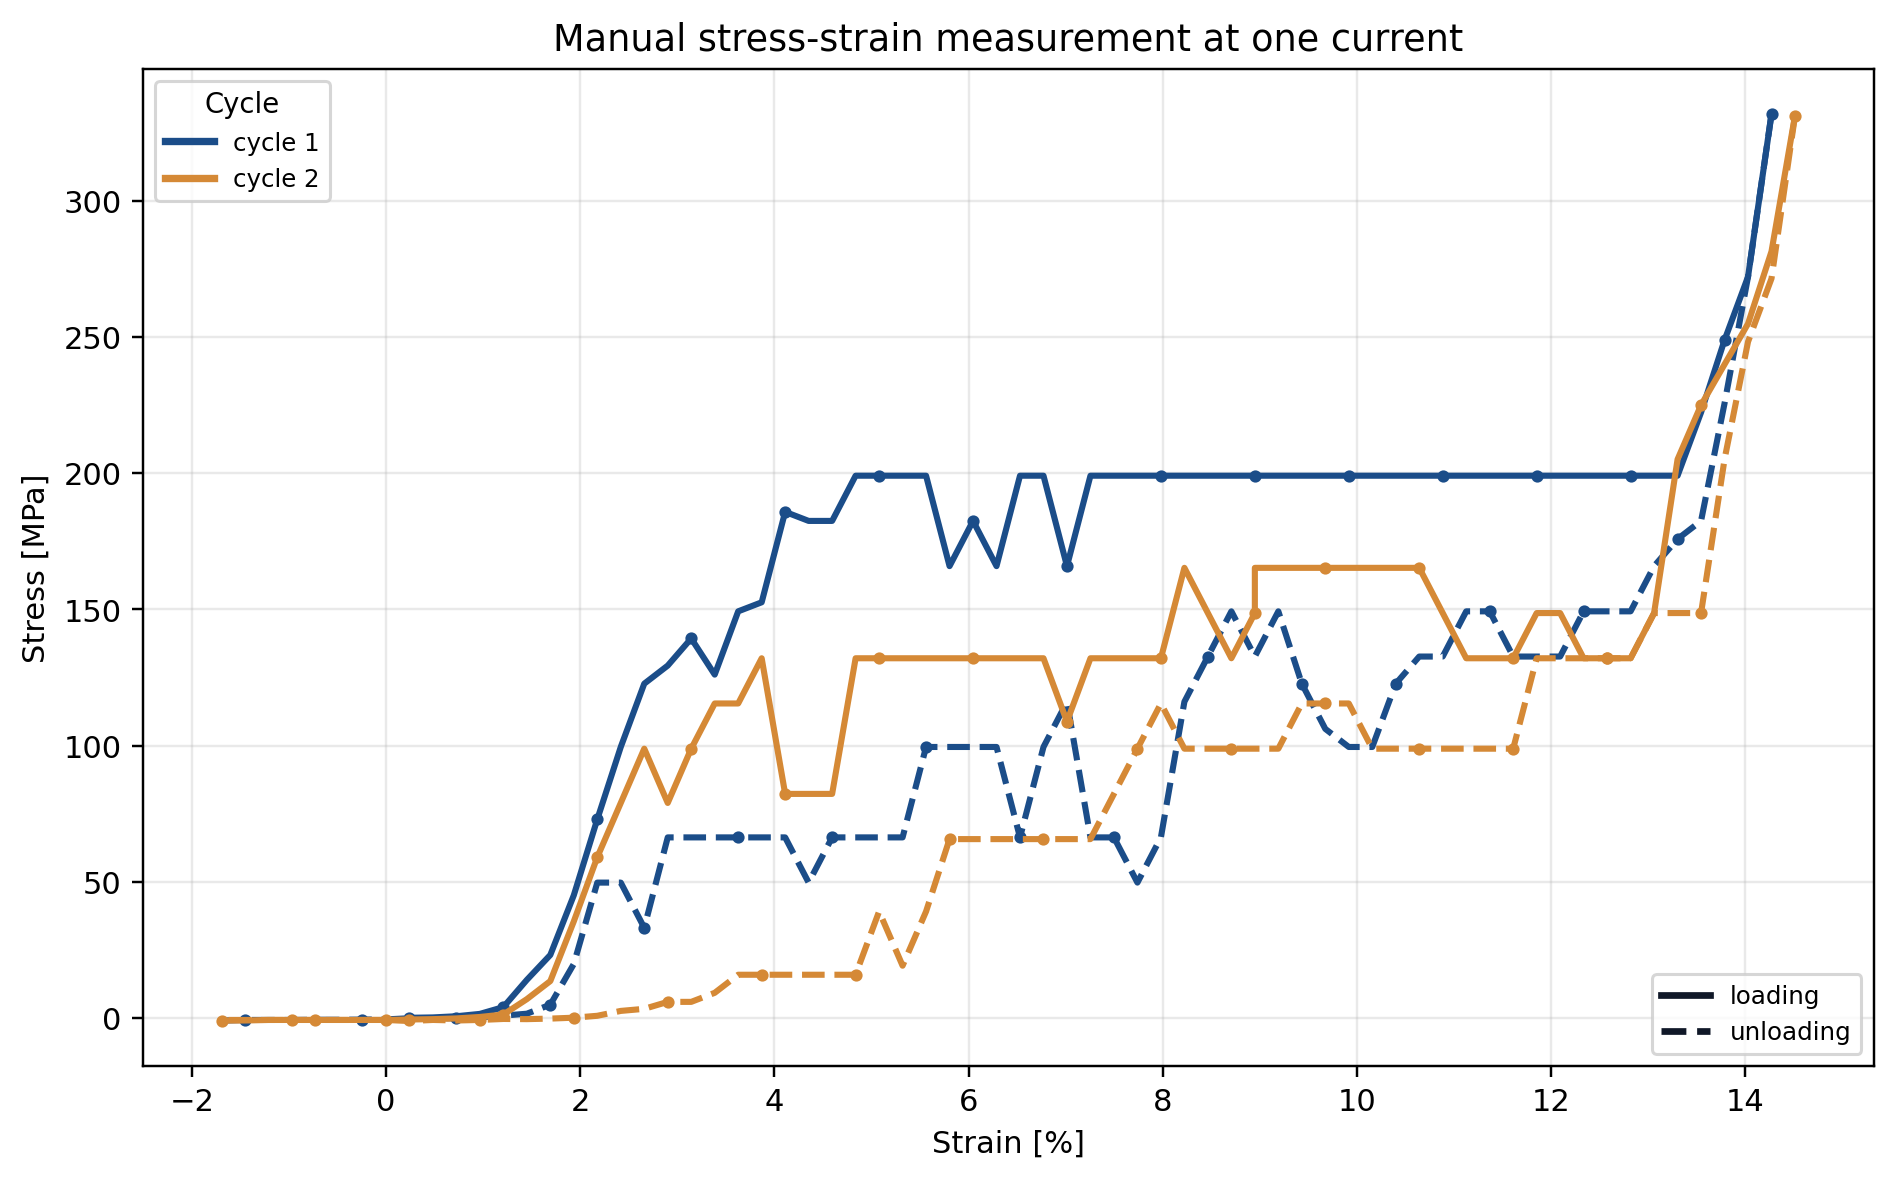 Manual stress-strain measurement at one current
Cycle
cycle 1
cycle 2
300
250
200
150
100
50
0
Stress [MPa]
loading
unloading
−2 0 2 4 6 8 10 12 14
Strain [%]